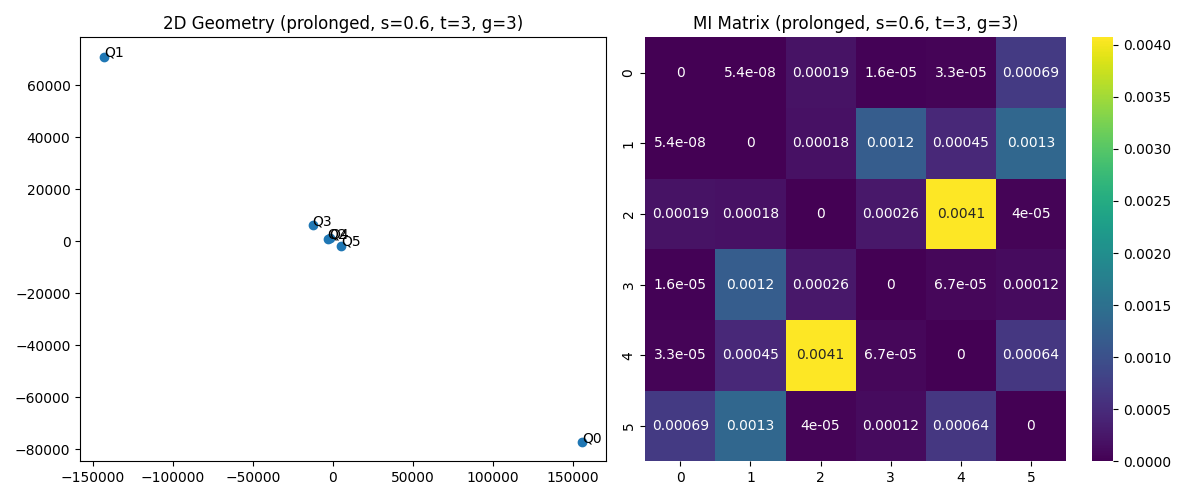 2D Geometry (prolonged, s=0.6, t=3, g=3)
60000
40000
20000
0
−20000
−40000
−60000
−80000
−150000 −100000 −50000 0 50000 100000 150000
Q1
Q3
Q5
Q0
MI Matrix (prolonged, s=0.6, t=3, g=3)
0 0 5.4e-08 0.00019 1.6e-05 3.3e-05 0.00069
1 5.4e-08 0 0.00018 0.0012 0.00045 0.0013
2 0.00019 0.00018 0 0.00026 0.0041 4e-05
3 1.6e-05 0.0012 0.00026 0 6.7e-05 0.00012
4 3.3e-05 0.00045 0.0041 6.7e-05 0 0.00064
5 0.00069 0.0013 4e-05 0.00012 0.00064 0
0 1 2 3 4 5
0.0040
0.0035
0.0030
0.0025
0.0020
0.0015
0.0010
0.0005
0.0000